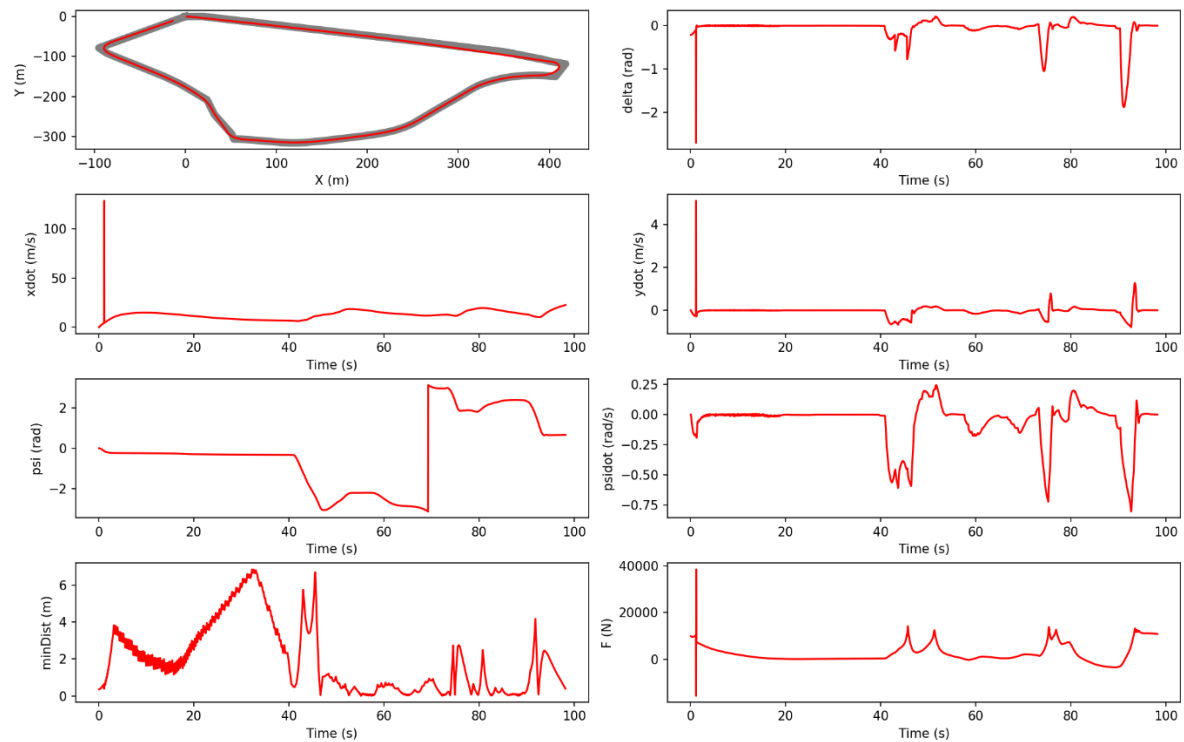 0
−100
−200
−300
Y (m)
−100 0 100 200 300 400
X (m)
0
−1
−2
delta (rad)
0 20 40 60 80 100
Time (s)
100
50
0
xdot (m/s)
0 20 40 60 80 100
Time (s)
4
2
0
ydot (m/s)
0 20 40 60 80 100
Time (s)
2
0
−2
psi (rad)
0 20 40 60 80 100
Time (s)
0.25
0.00
−0.25
−0.50
−0.75
psidot (rad/s)
0 20 40 60 80 100
Time (s)
6
4
2
0
minDist (m)
0 20 40 60 80 100
Time (s)
40000
20000
0
F (N)
0 20 40 60 80 100
Time (s)